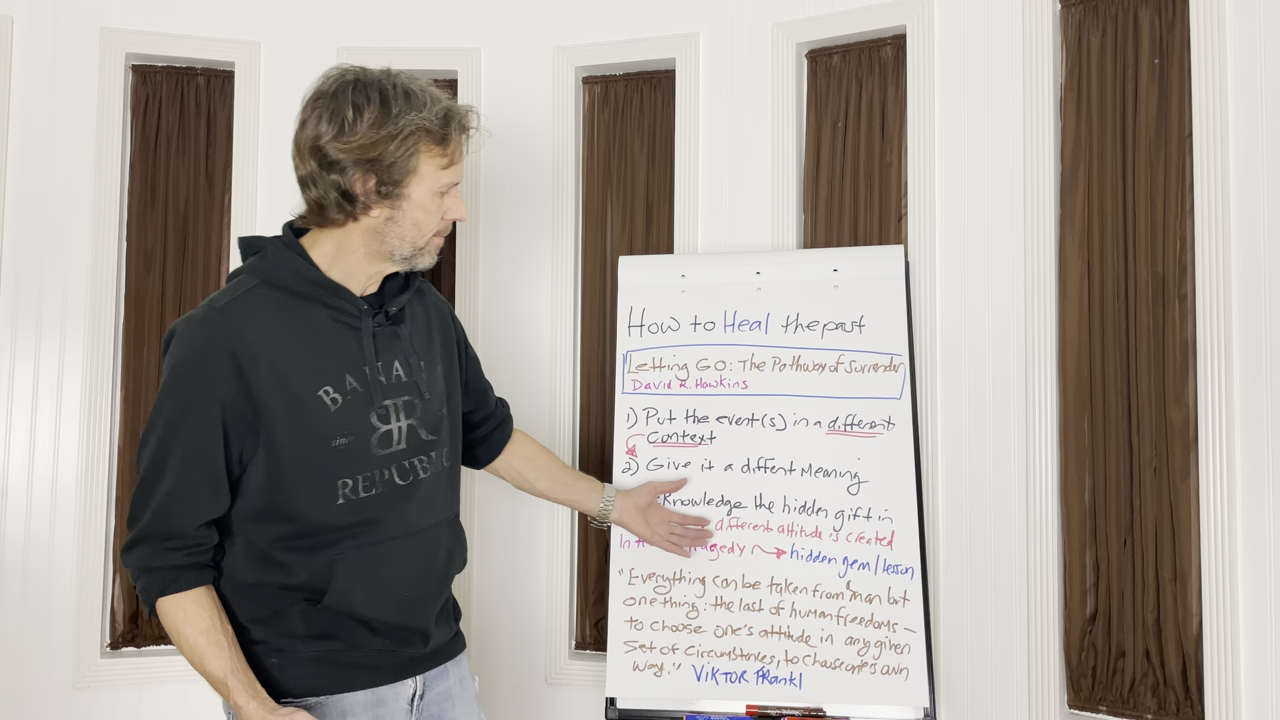 How to Heal the past
Letting GO: The Pathway of Surrender
David R. Hawkins
1) Put the event(s) in a different
Context
2) Give it a diffent Meaning
Knowledge the hidden gift in
different attitude is created
In tragedy → hidden gem/lesson
"Everything can be taken from a man but
one thing: the last of human freedoms —
to choose one's attitude in any given
set of circumstances, to choose one's own
way." VIKTOR Frankl
BANA
since BR
REPUBLIC